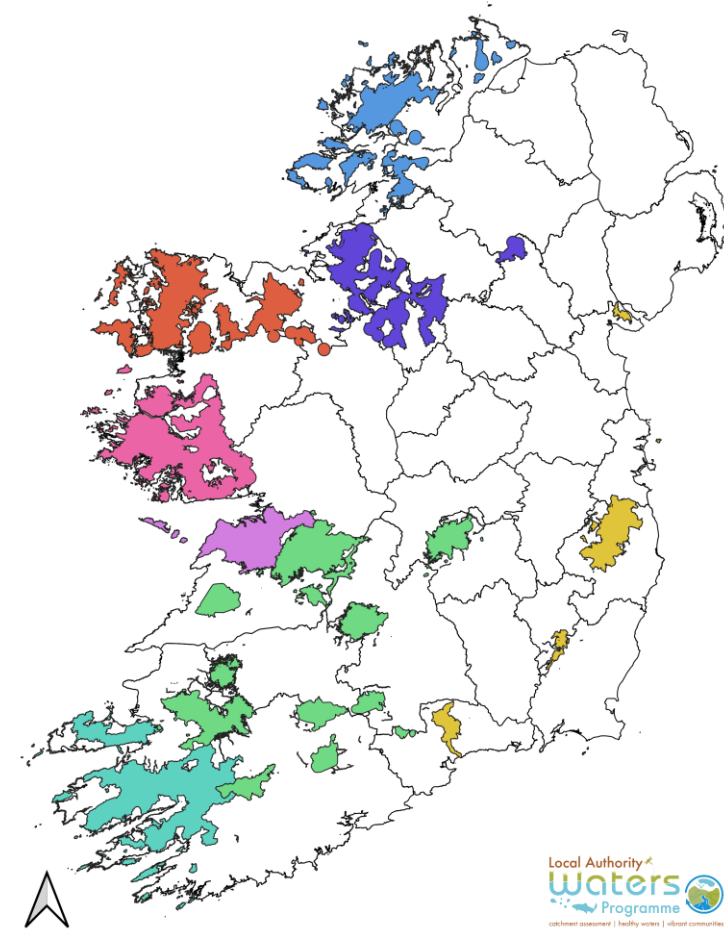 Local Authority
Waters
Programme
catchment assessment | healthy waters | vibrant communities